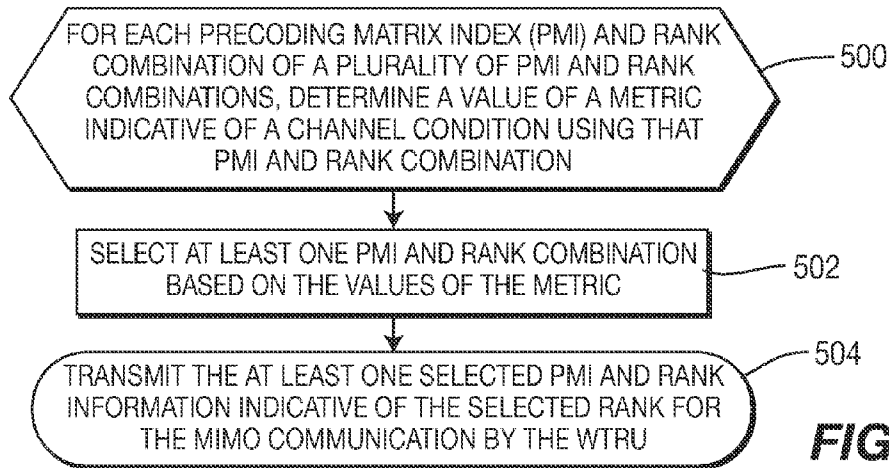 FOR EACH PRECODING MATRIX INDEX (PMI) AND RANK
COMBINATION OF A PLURALITY OF PMI AND RANK
COMBINATIONS, DETERMINE A VALUE OF A METRIC
INDICATIVE OF A CHANNEL CONDITION USING THAT
PMI AND RANK COMBINATION
500
SELECT AT LEAST ONE PMI AND RANK COMBINATION
BASED ON THE VALUES OF THE METRIC
502
TRANSMIT THE AT LEAST ONE SELECTED PMI AND RANK
INFORMATION INDICATIVE OF THE SELECTED RANK FOR
THE MIMO COMMUNICATION BY THE WTRU
504
FIG